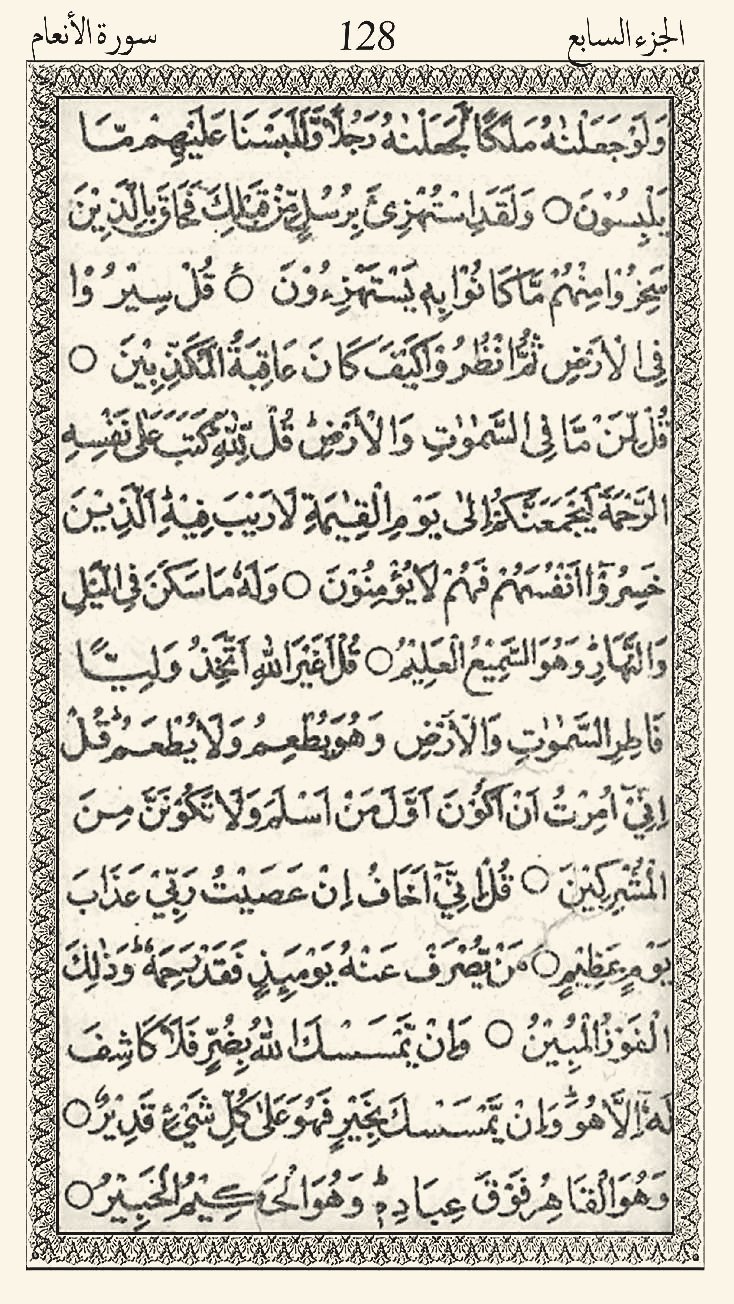 الجزء السابع 128 سورة الأنعام
وَلَوْ جَعَلْنٰهُ مَلَكًا لَّجَعَلْنٰهُ رَجُلًا وَّلَلَبَسْنَا عَلَيْهِمْ مَّا
يَلْبِسُوْنَ ○ وَلَقَدِ اسْتُهْزِئَ بِرُسُلٍ مِّنْ قَبْلِكَ فَحَاقَ بِالَّذِيْنَ
سَخِرُوْا مِنْهُمْ مَّا كَانُوْا بِهٖ يَسْتَهْزِءُوْنَ ○ قُلْ سِيْرُوْا
فِى الْاَرْضِ ثُمَّ انْظُرُوْا كَيْفَ كَانَ عَاقِبَةُ الْمُكَذِّبِيْنَ ○
قُلْ لِّمَنْ مَّا فِى السَّمٰوٰتِ وَالْاَرْضِ ؕ قُلْ لِّلّٰهِ ؕ كَتَبَ عَلٰى نَفْسِهِ
الرَّحْمَةَ ؕ لَيَجْمَعَنَّكُمْ اِلٰى يَوْمِ الْقِيٰمَةِ لَا رَيْبَ فِيْهِ ؕ اَلَّذِيْنَ
خَسِرُوْۤا اَنْفُسَهُمْ فَهُمْ لَا يُؤْمِنُوْنَ ○ وَلَهٗ مَا سَكَنَ فِى الَّيْلِ
وَالنَّهَارِ ؕ وَهُوَ السَّمِيْعُ الْعَلِيْمُ ○ قُلْ اَغَيْرَ اللّٰهِ اَتَّخِذُ وَلِيًّا
فَاطِرِ السَّمٰوٰتِ وَالْاَرْضِ وَهُوَ يُطْعِمُ وَلَا يُطْعَمُ ؕ قُلْ
اِنِّىْۤ اُمِرْتُ اَنْ اَكُوْنَ اَوَّلَ مَنْ اَسْلَمَ وَلَا تَكُوْنَنَّ مِنَ
الْمُشْرِكِيْنَ ○ قُلْ اِنِّىْۤ اَخَافُ اِنْ عَصَيْتُ رَبِّىْ عَذَابَ
يَوْمٍ عَظِيْمٍ ○ مَنْ يُّصْرَفْ عَنْهُ يَوْمَئِذٍ فَقَدْ رَحِمَهٗ ؕ وَذٰلِكَ
الْفَوْزُ الْمُبِيْنُ ○ وَاِنْ يَّمْسَسْكَ اللّٰهُ بِضُرٍّ فَلَا كَاشِفَ
لَهٗۤ اِلَّا هُوَ ؕ وَاِنْ يَّمْسَسْكَ بِخَيْرٍ فَهُوَ عَلٰى كُلِّ شَىْءٍ قَدِيْرٌ ○
وَهُوَ الْقَاهِرُ فَوْقَ عِبَادِهٖ ؕ وَهُوَ الْحَكِيْمُ الْخَبِيْرُ ○